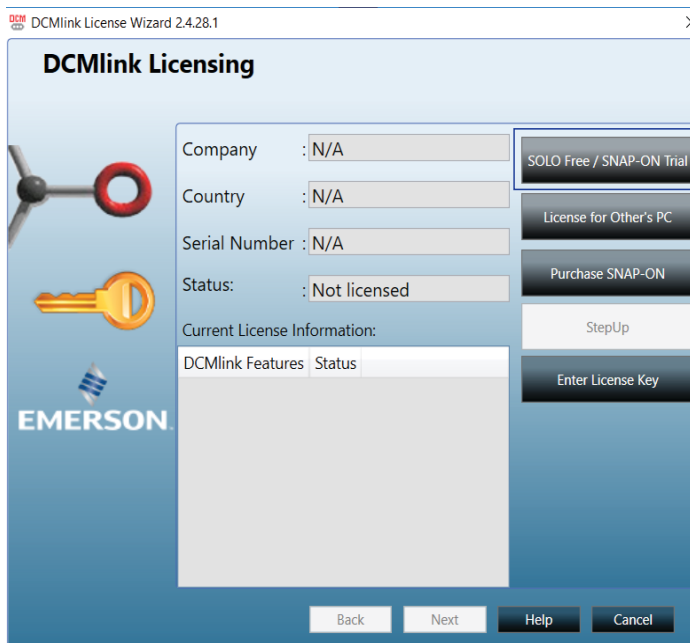 DCM DCMlink License Wizard 2.4.28.1
DCMlink Licensing
Company : N/A
SOLO Free / SNAP-ON Trial
Country : N/A
License for Other's PC
Serial Number : N/A
Purchase SNAP-ON
Status: : Not licensed
StepUp
Current License Information:
DCMlink Features Status
Enter License Key
EMERSON.
Back Next Help Cancel